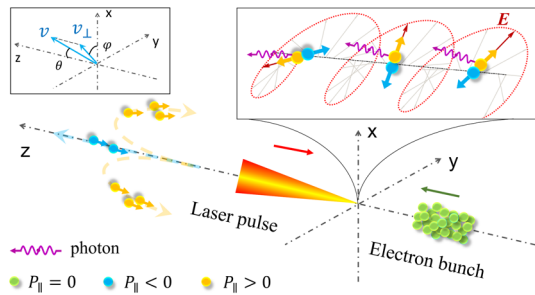 x
y
z
v
v⊥
θ
φ
E
x
y
z
Laser pulse
Electron bunch
photon
P∥ = 0
P∥ < 0
P∥ > 0